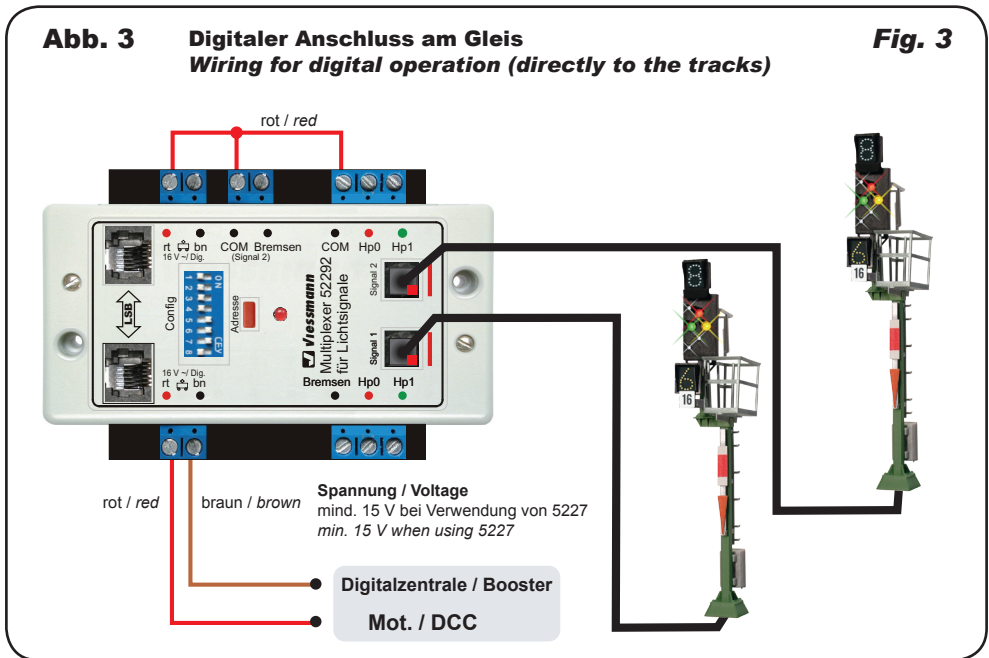 Abb. 3 Digitaler Anschluss am Gleis Fig. 3
Wiring for digital operation (directly to the tracks)
rot / red
rt bn COM Bremsen COM Hp0 Hp1
16 V ~/ Dig. (Signal 2)
LSB
Config
ON
1 2 3 4 5 6 7 8
Adresse
Viessmann
Multiplexer 52292
für Lichtsignale
Signal 2
Signal 1
16 V ~/ Dig.
rt bn Bremsen Hp0 Hp1
8
6
16
8
6
16
rot / red
braun / brown
Spannung / Voltage
mind. 15 V bei Verwendung von 5227
min. 15 V when using 5227
Digitalzentrale / Booster
Mot. / DCC